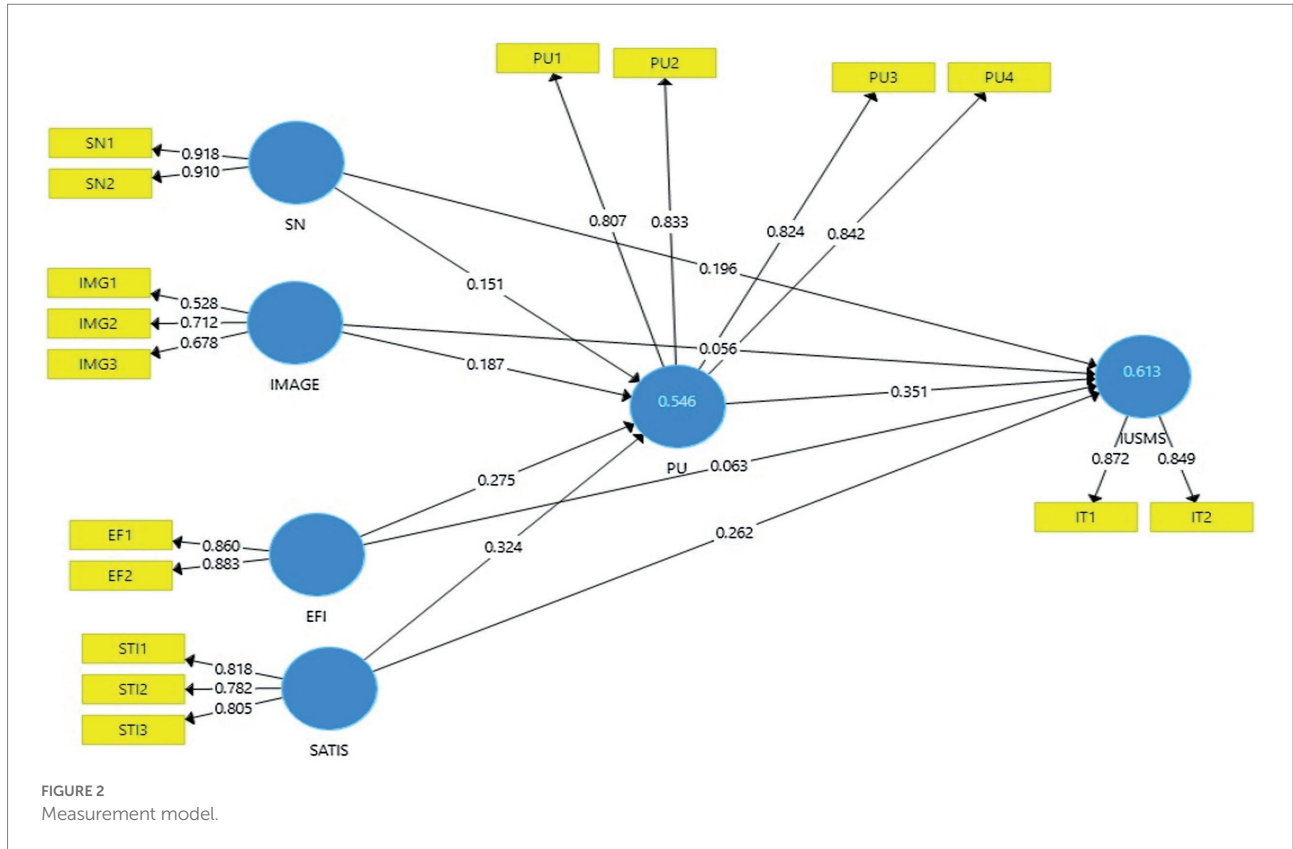 PU1
PU2
PU3
PU4
SN1
0.918
SN2
0.910
SN
0.807
0.833
0.824
0.842
0.196
0.151
IMG1
0.528
IMG2
0.712
IMG3
0.678
IMAGE
0.056
0.187
0.546
PU
0.351
0.613
IUSMS
0.872
0.849
IT1
IT2
0.063
0.275
0.262
0.324
EF1
0.860
EF2
0.883
EFI
STI1
0.818
STI2
0.782
STI3
0.805
SATIS
FIGURE 2
Measurement model.